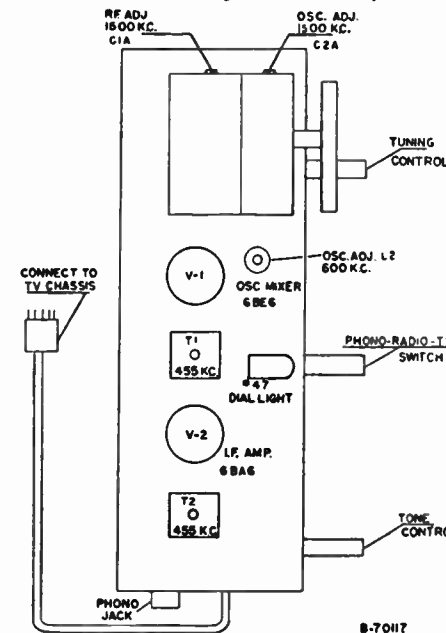 RF. ADJ.
1500 KC.
C1A
OSC. ADJ.
1500 KC.
C2A
TUNING
CONTROL
V-1
OSC. ADJ. L2
600 K.C.
OSC MIXER
6BE6
CONNECT TO
TV CHASSIS
T1
455 KC
PHONO-RADIO-T
SWITCH
#47
DIAL LIGHT
V-2
I.F. AMP.
6BA6
T2
455 KC
TONE
CONTRO
PHONO
JACK
B-70117